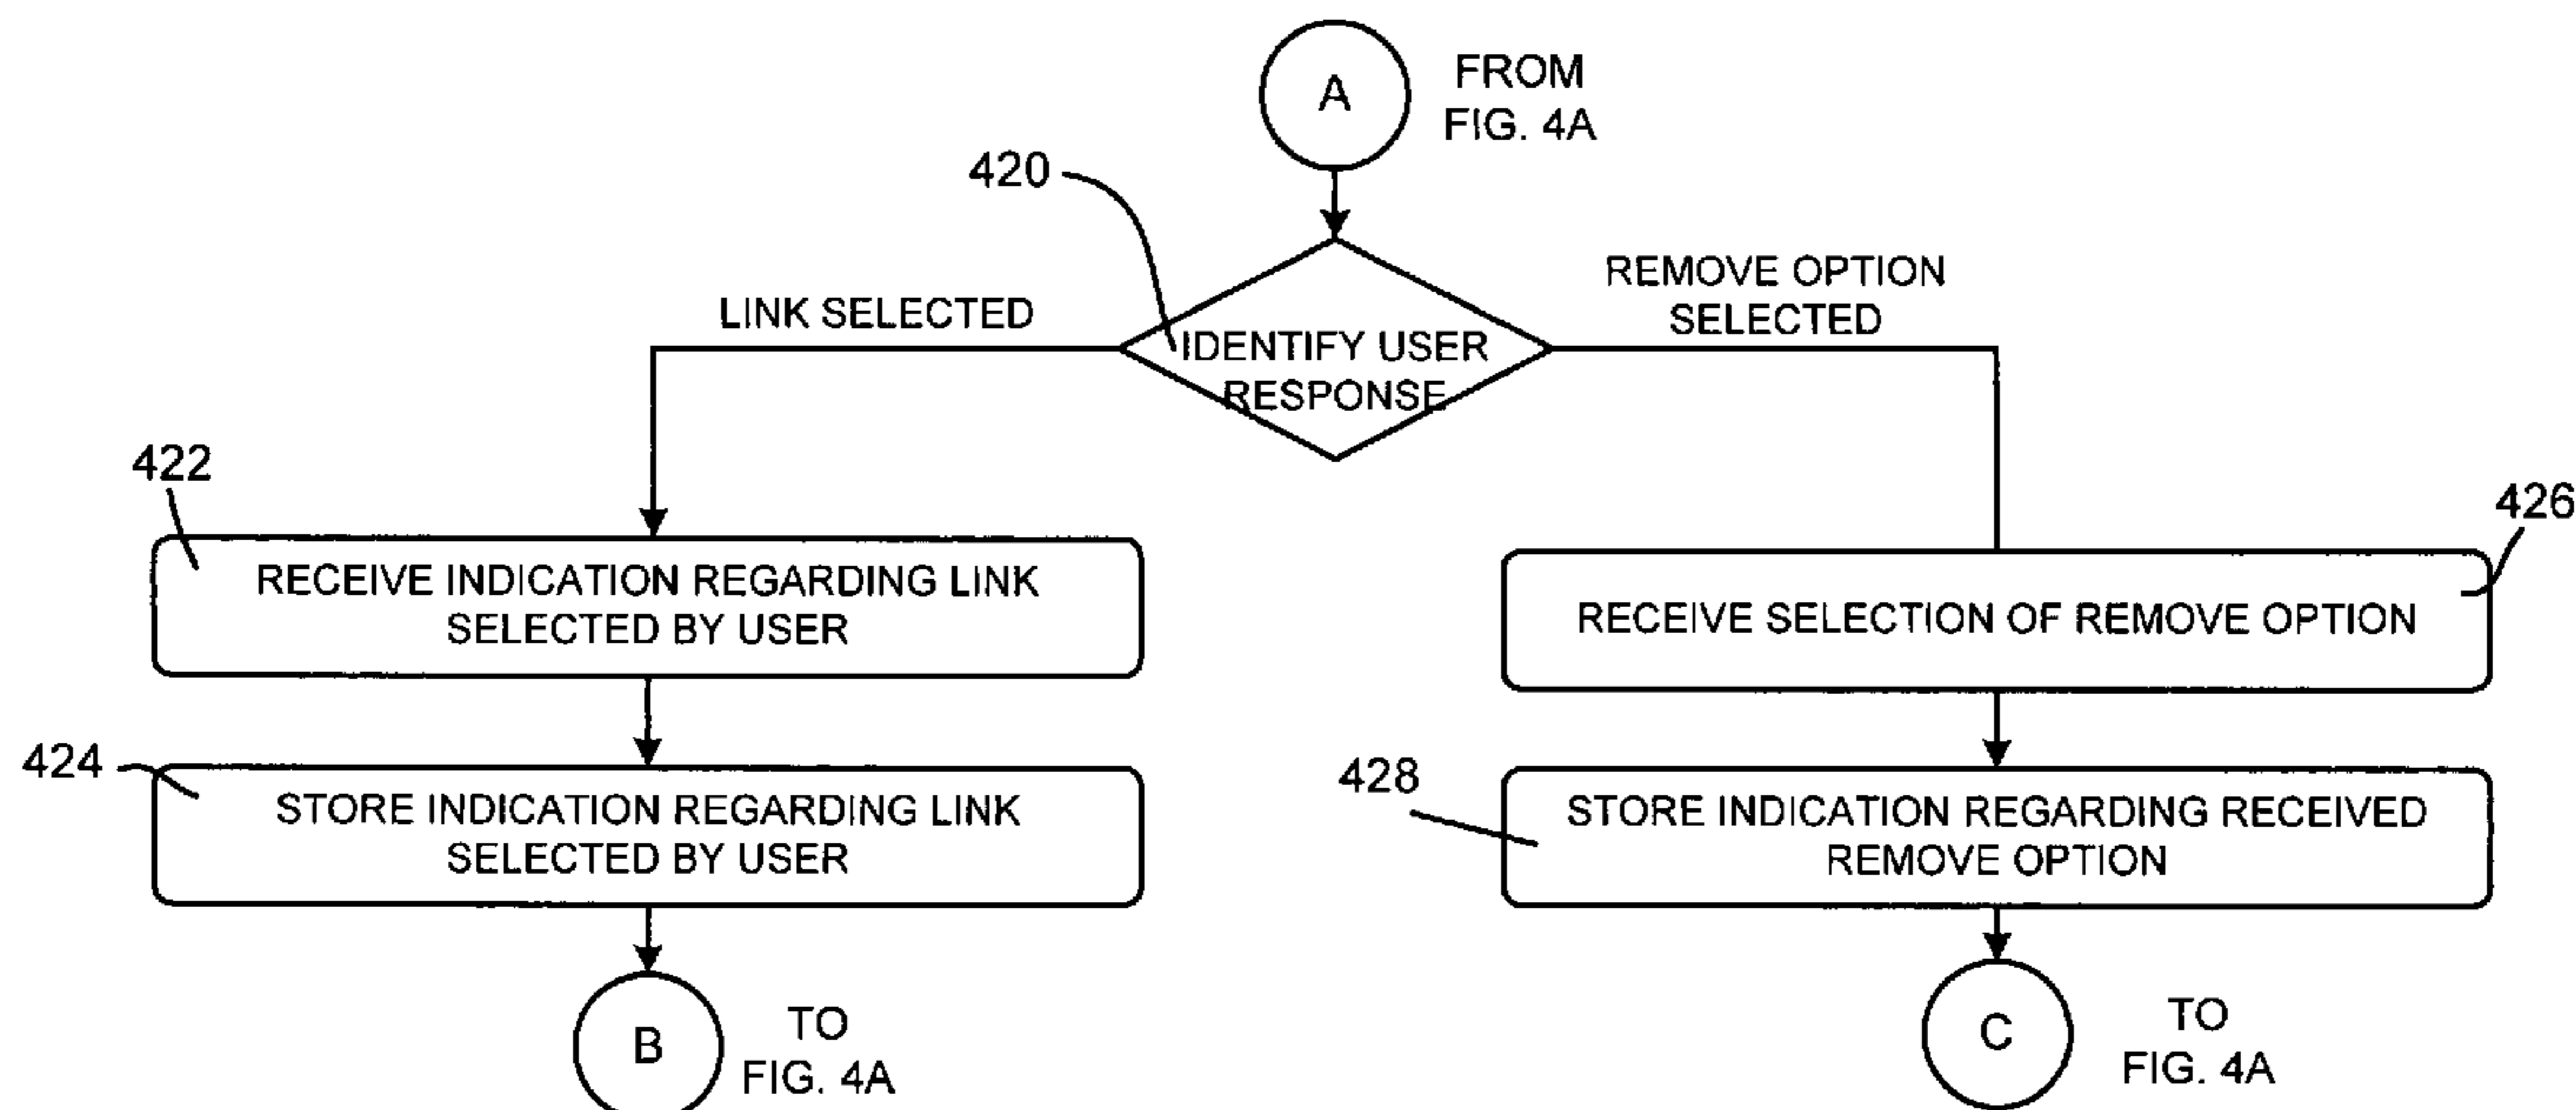 A
FROM
FIG. 4A
420
LINK SELECTED
REMOVE OPTION
SELECTED
IDENTIFY USER
RESPONSE
422
RECEIVE INDICATION REGARDING LINK
SELECTED BY USER
426
RECEIVE SELECTION OF REMOVE OPTION
424
STORE INDICATION REGARDING LINK
SELECTED BY USER
428
STORE INDICATION REGARDING RECEIVED
REMOVE OPTION
B
TO
FIG. 4A
C
TO
FIG. 4A